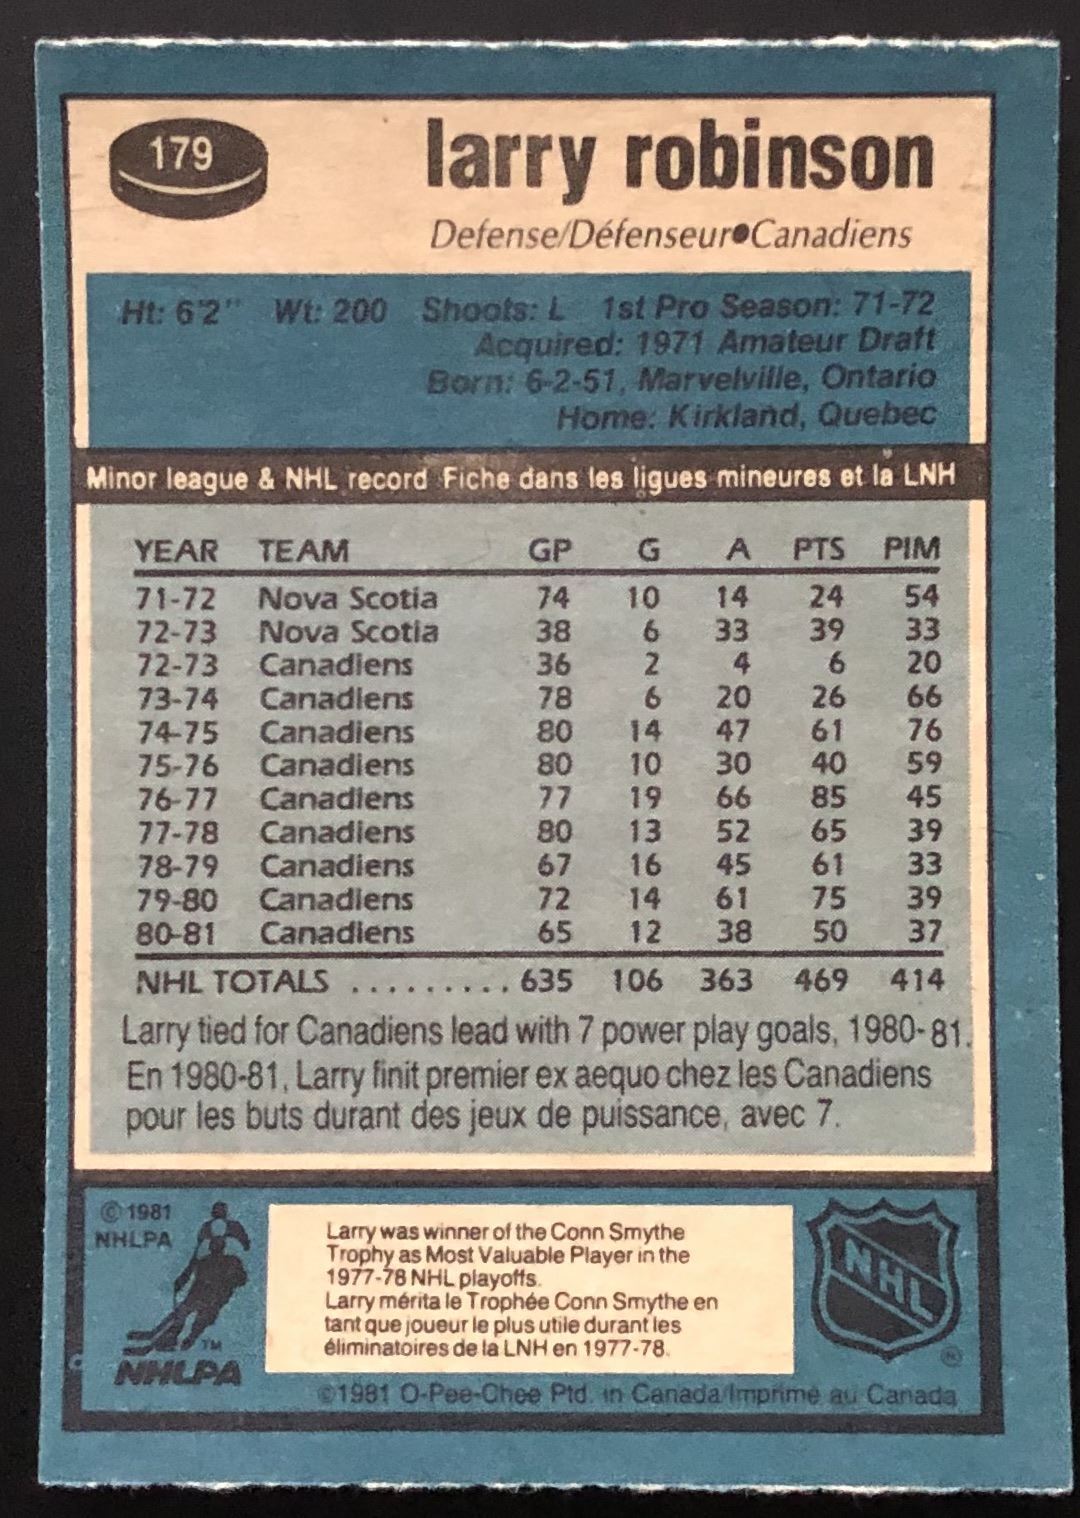 179
larry robinson
Defense/Défenseur●Canadiens
Ht: 6'2" Wt: 200 Shoots: L 1st Pro Season: 71-72
Acquired: 1971 Amateur Draft
Born: 6-2-51, Marvelville, Ontario
Home: Kirkland, Quebec
Minor league & NHL record Fiche dans les ligues mineures et la LNH
YEAR TEAM GP G A PTS PIM
71-72 Nova Scotia 74 10 14 24 54
72-73 Nova Scotia 38 6 33 39 33
72-73 Canadiens 36 2 4 6 20
73-74 Canadiens 78 6 20 26 66
74-75 Canadiens 80 14 47 61 76
75-76 Canadiens 80 10 30 40 59
76-77 Canadiens 77 19 66 85 45
77-78 Canadiens 80 13 52 65 39
78-79 Canadiens 67 16 45 61 33
79-80 Canadiens 72 14 61 75 39
80-81 Canadiens 65 12 38 50 37
NHL TOTALS ......... 635 106 363 469 414
Larry tied for Canadiens lead with 7 power play goals, 1980-81.
En 1980-81, Larry finit premier ex aequo chez les Canadiens
pour les buts durant des jeux de puissance, avec 7.
© 1981
NHLPA
TM
NHLPA
Larry was winner of the Conn Smythe
Trophy as Most Valuable Player in the
1977-78 NHL playoffs.
Larry mérita le Trophée Conn Smythe en
tant que joueur le plus utile durant les
éliminatoires de la LNH en 1977-78.
NHL
®
©1981 O-Pee-Chee Ptd. in Canada/Imprimé au Canada